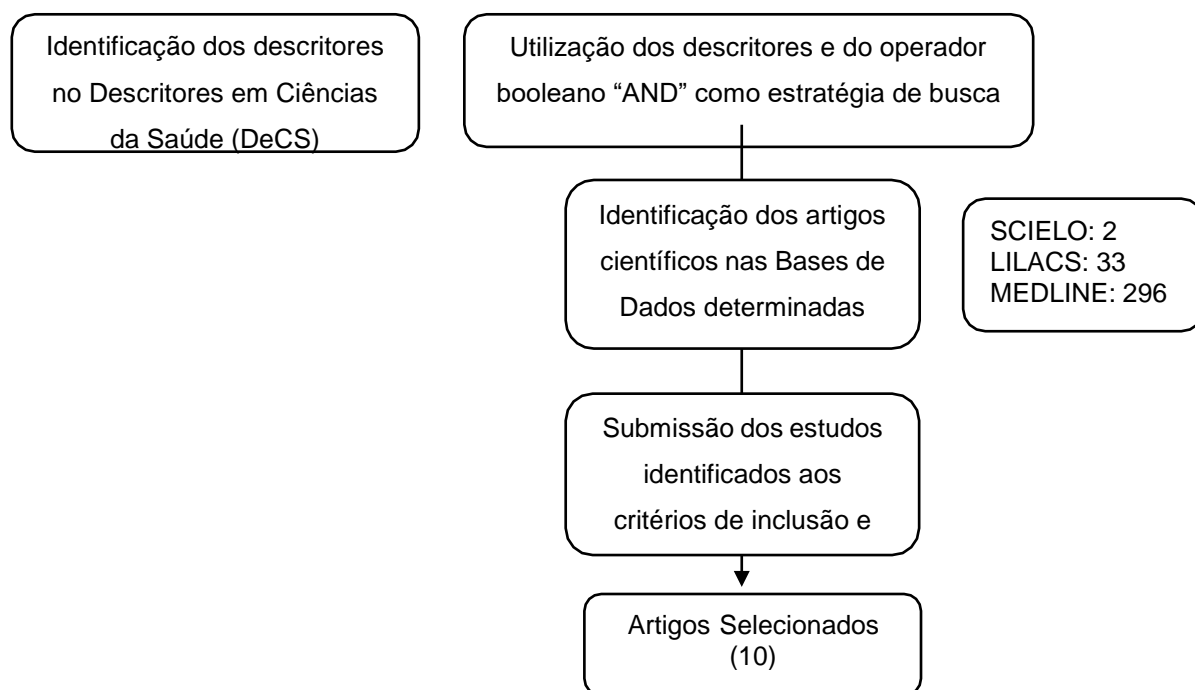 Identificação dos descritores
no Descritores em Ciências
da Saúde (DeCS)
Utilização dos descritores e do operador
booleano “AND” como estratégia de busca
Identificação dos artigos
científicos nas Bases de
Dados determinadas
SCIELO: 2
LILACS: 33
MEDLINE: 296
Submissão dos estudos
identificados aos
critérios de inclusão e
Artigos Selecionados
(10)